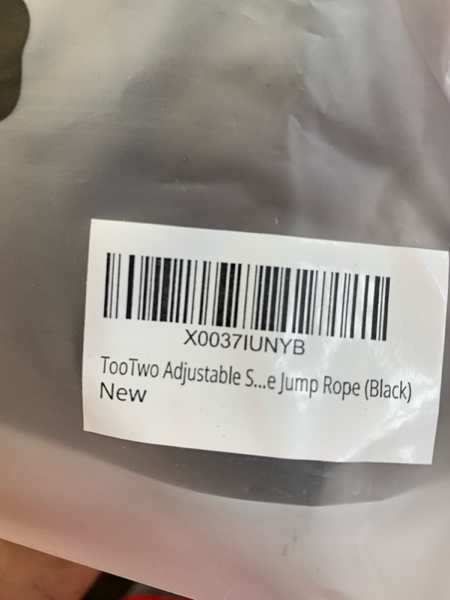 X0037IUNYB
TooTwo Adjustable S...e Jump Rope (Black)
New